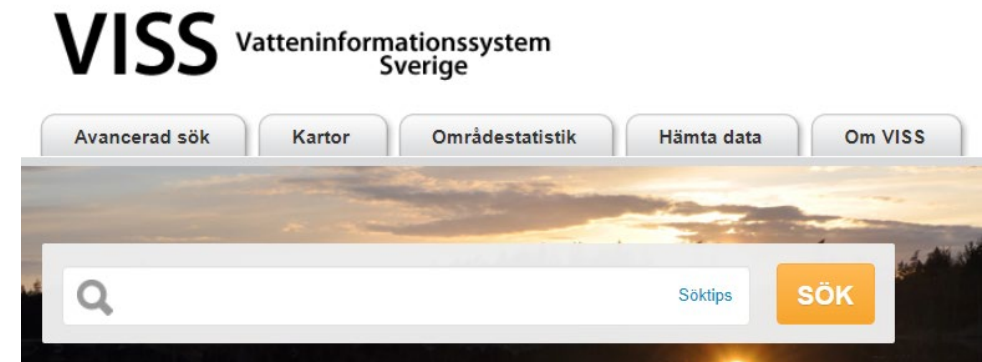 VISS Vatteninformationssystem
Sverige
Avancerad sök Kartor Områdestatistik Hämta data Om VISS
Söktips SÖK